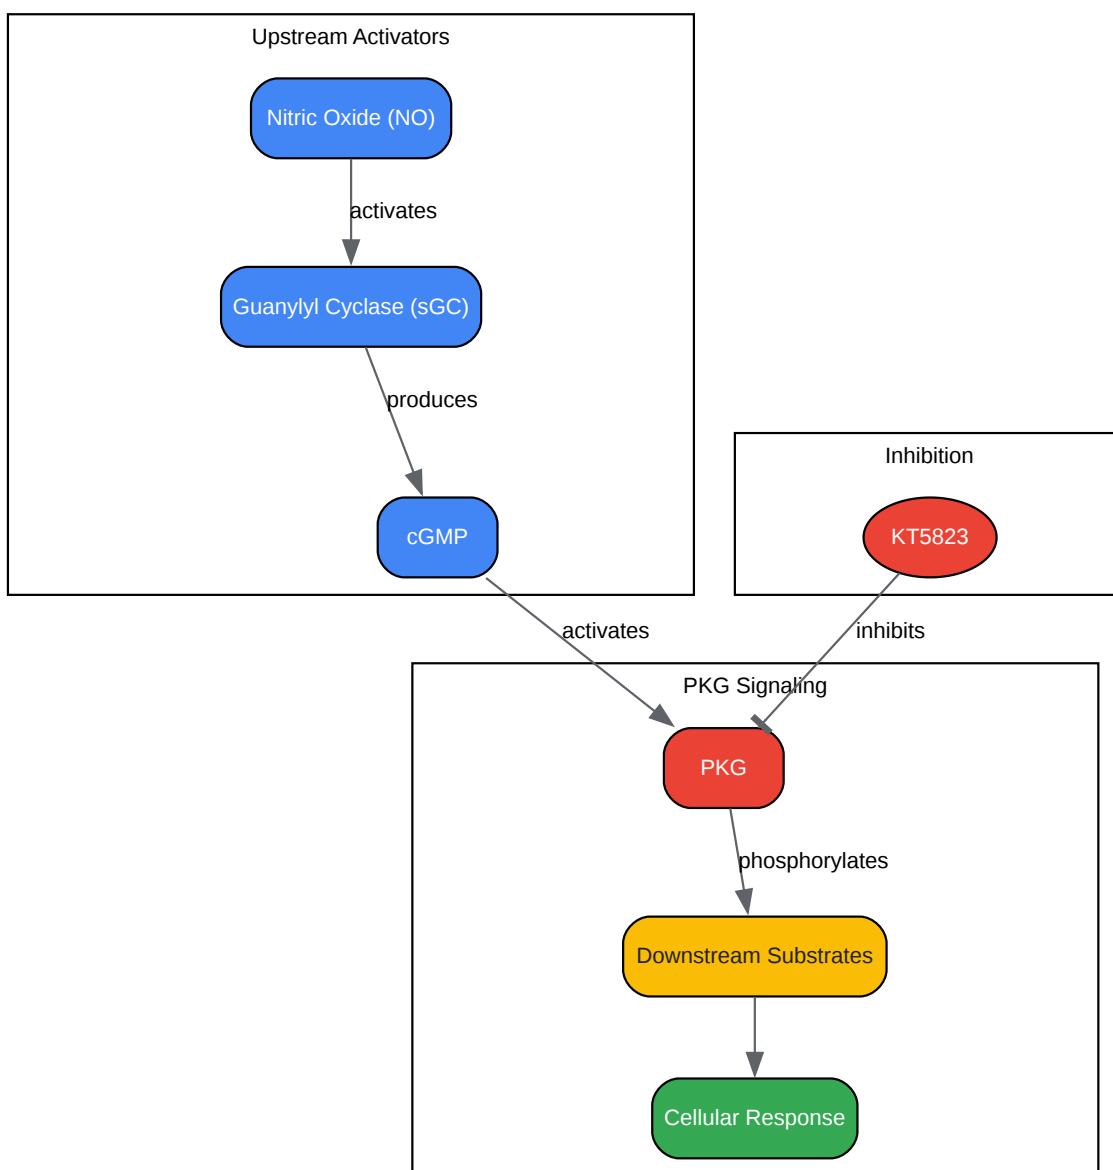 Upstream Activators
Nitric Oxide (NO)
activates
Guanylyl Cyclase (sGC)
produces
cGMP
Inhibition
KT5823
activates
inhibits
PKG Signaling
PKG
phosphorylates
Downstream Substrates
Cellular Response